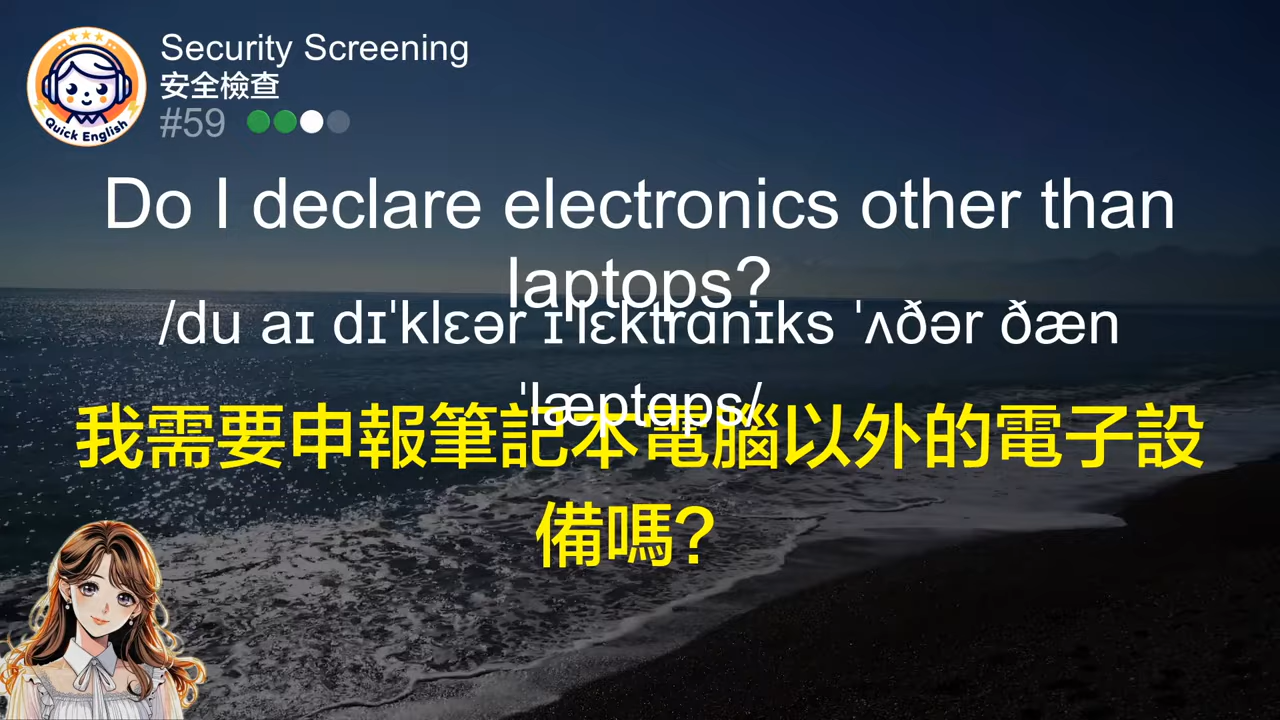 Security Screening
安全檢查
#59
Quick English
Do I declare electronics other than
laptops?
/du aɪ dɪˈklɛər ɪˈlɛktrɑnɪks ˈʌðər ðæn
ˈlæptɑps/
我需要申報筆記本電腦以外的電子設
備嗎?